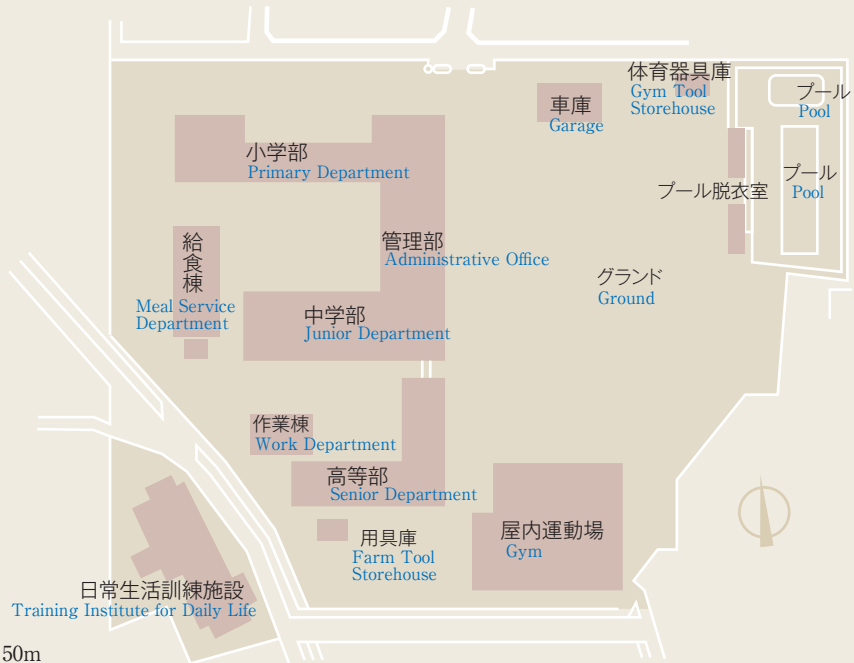 体育器具庫
Gym Tool
Storehouse
プール
Pool
車庫
Garage
小学部
Primary Department
プール
Pool
プール脱衣室
給食棟
Meal Service
Department
管理部
Administrative Office
グランド
Ground
中学部
Junior Department
作業棟
Work Department
高等部
Senior Department
用具庫
Farm Tool
Storehouse
屋内運動場
Gym
日常生活訓練施設
Training Institute for Daily Life
50m